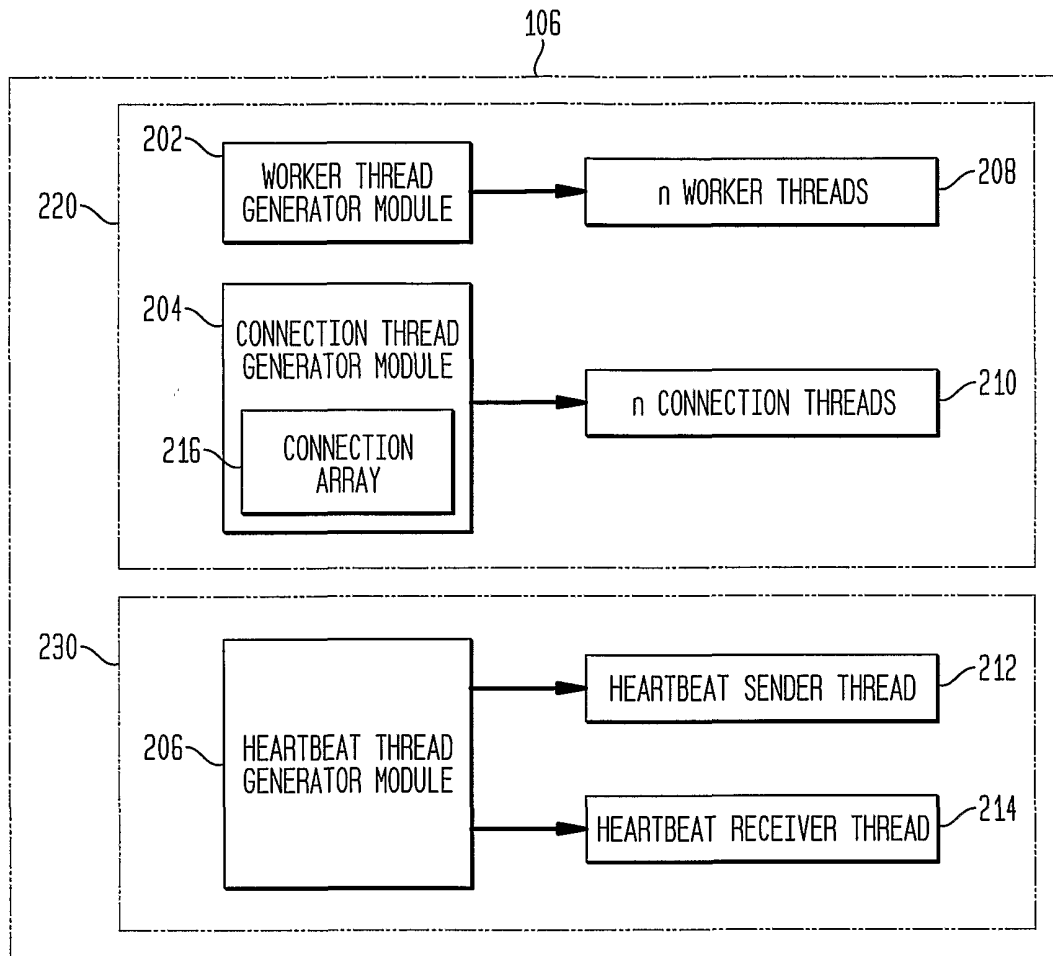 106
202
WORKER THREAD
GENERATOR MODULE
n WORKER THREADS
208
220
204
CONNECTION THREAD
GENERATOR MODULE
n CONNECTION THREADS
210
216
CONNECTION
ARRAY
230
206
HEARTBEAT THREAD
GENERATOR MODULE
HEARTBEAT SENDER THREAD
212
HEARTBEAT RECEIVER THREAD
214